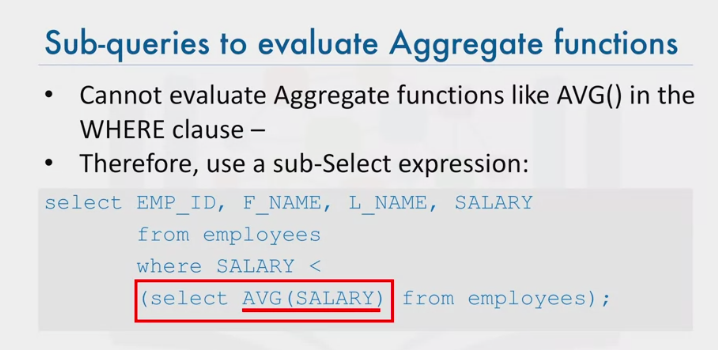 Sub-queries to evaluate Aggregate functions
• Cannot evaluate Aggregate functions like AVG() in the
WHERE clause –
• Therefore, use a sub-Select expression:
select EMP_ID, F_NAME, L_NAME, SALARY
from employees
where SALARY <
(select AVG(SALARY) from employees);